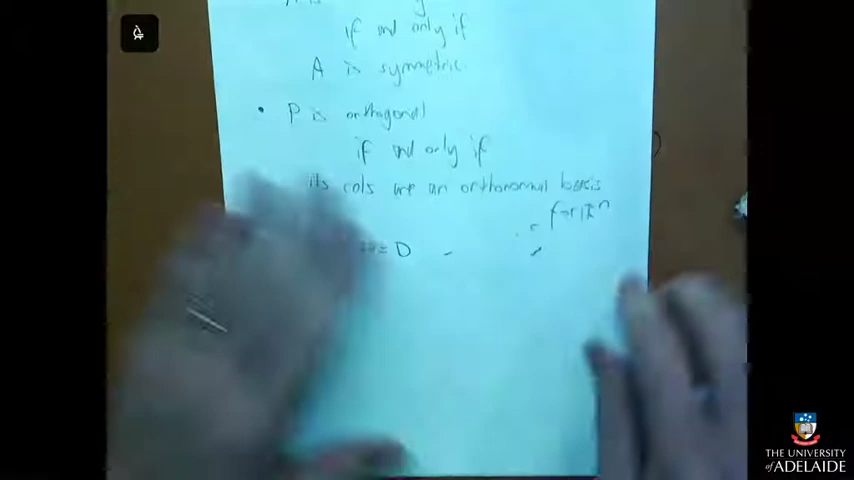 if and only if
A is symmetric.
• P is orthogonal
if and only if
its cols are an orthonormal basis
for ℝⁿ
= D
THE UNIVERSITY
of ADELAIDE